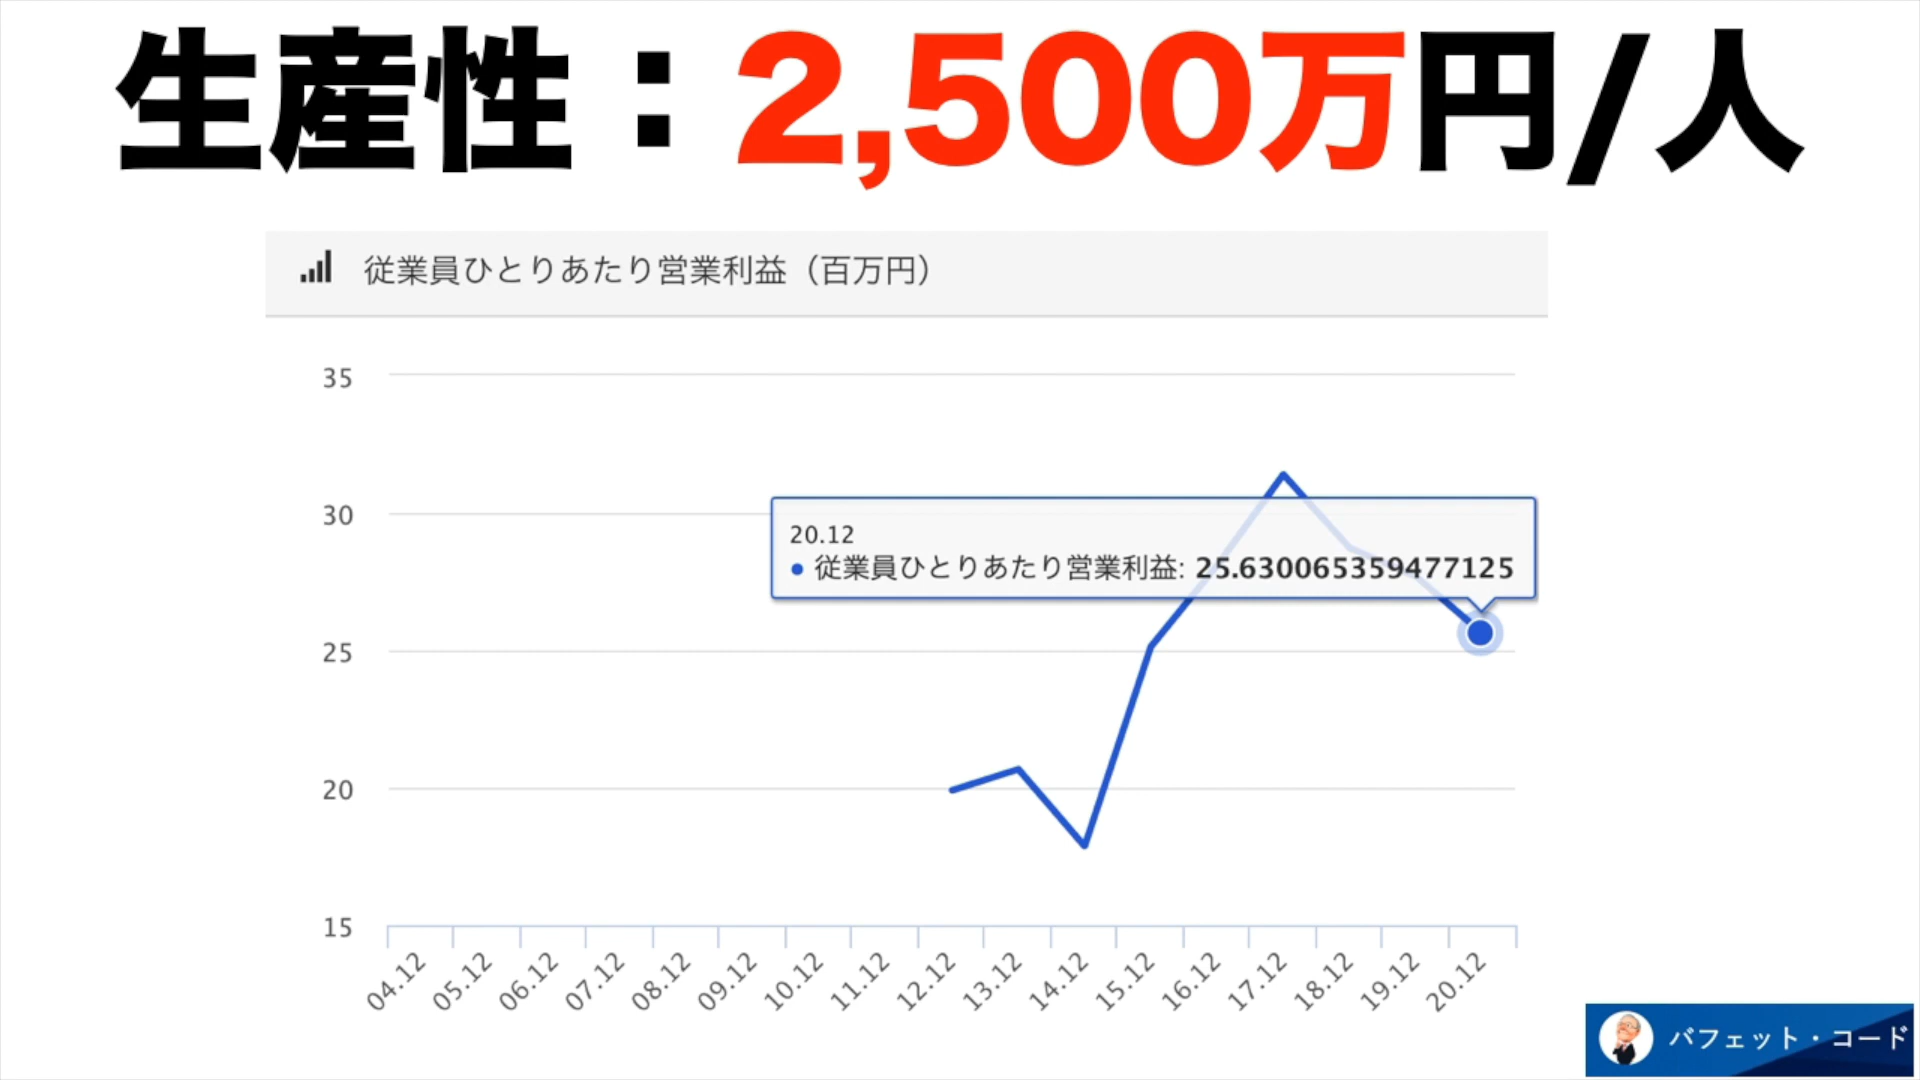 生産性：2,500万円/人
従業員ひとりあたり営業利益（百万円）
35
30
20.12
従業員ひとりあたり営業利益: 25.630065359477125
25
20
15
04.12 05.12 06.12 07.12 08.12 09.12 10.12 11.12 12.12 13.12 14.12 15.12 16.12 17.12 18.12 19.12 20.12
バフェット・コード